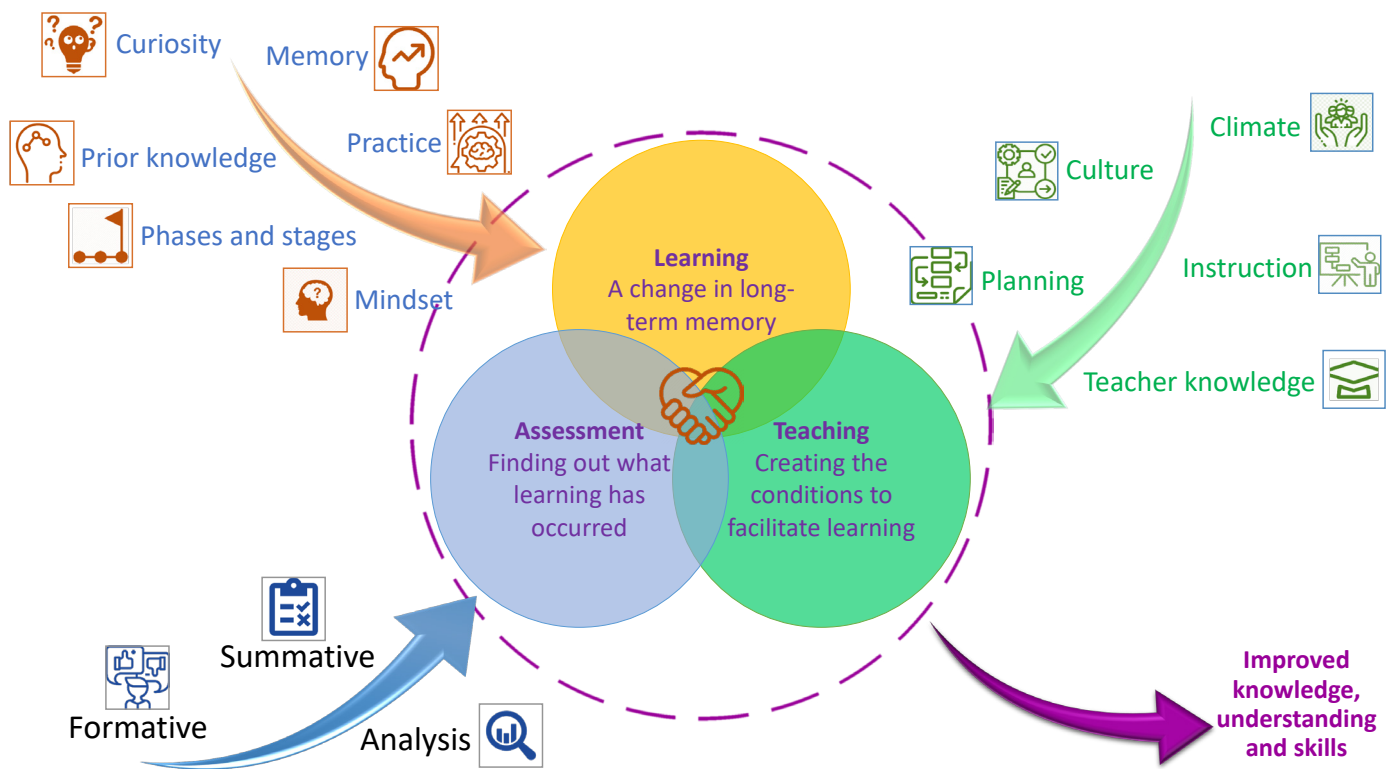 Curiosity
Memory
Prior knowledge
Practice
Phases and stages
Mindset
Climate
Culture
Planning
Instruction
Teacher knowledge
Learning
A change in long-
term memory
Assessment
Finding out what
learning has
occurred
Teaching
Creating the
conditions to
facilitate learning
Summative
Formative
Analysis
Improved
knowledge,
understanding
and skills